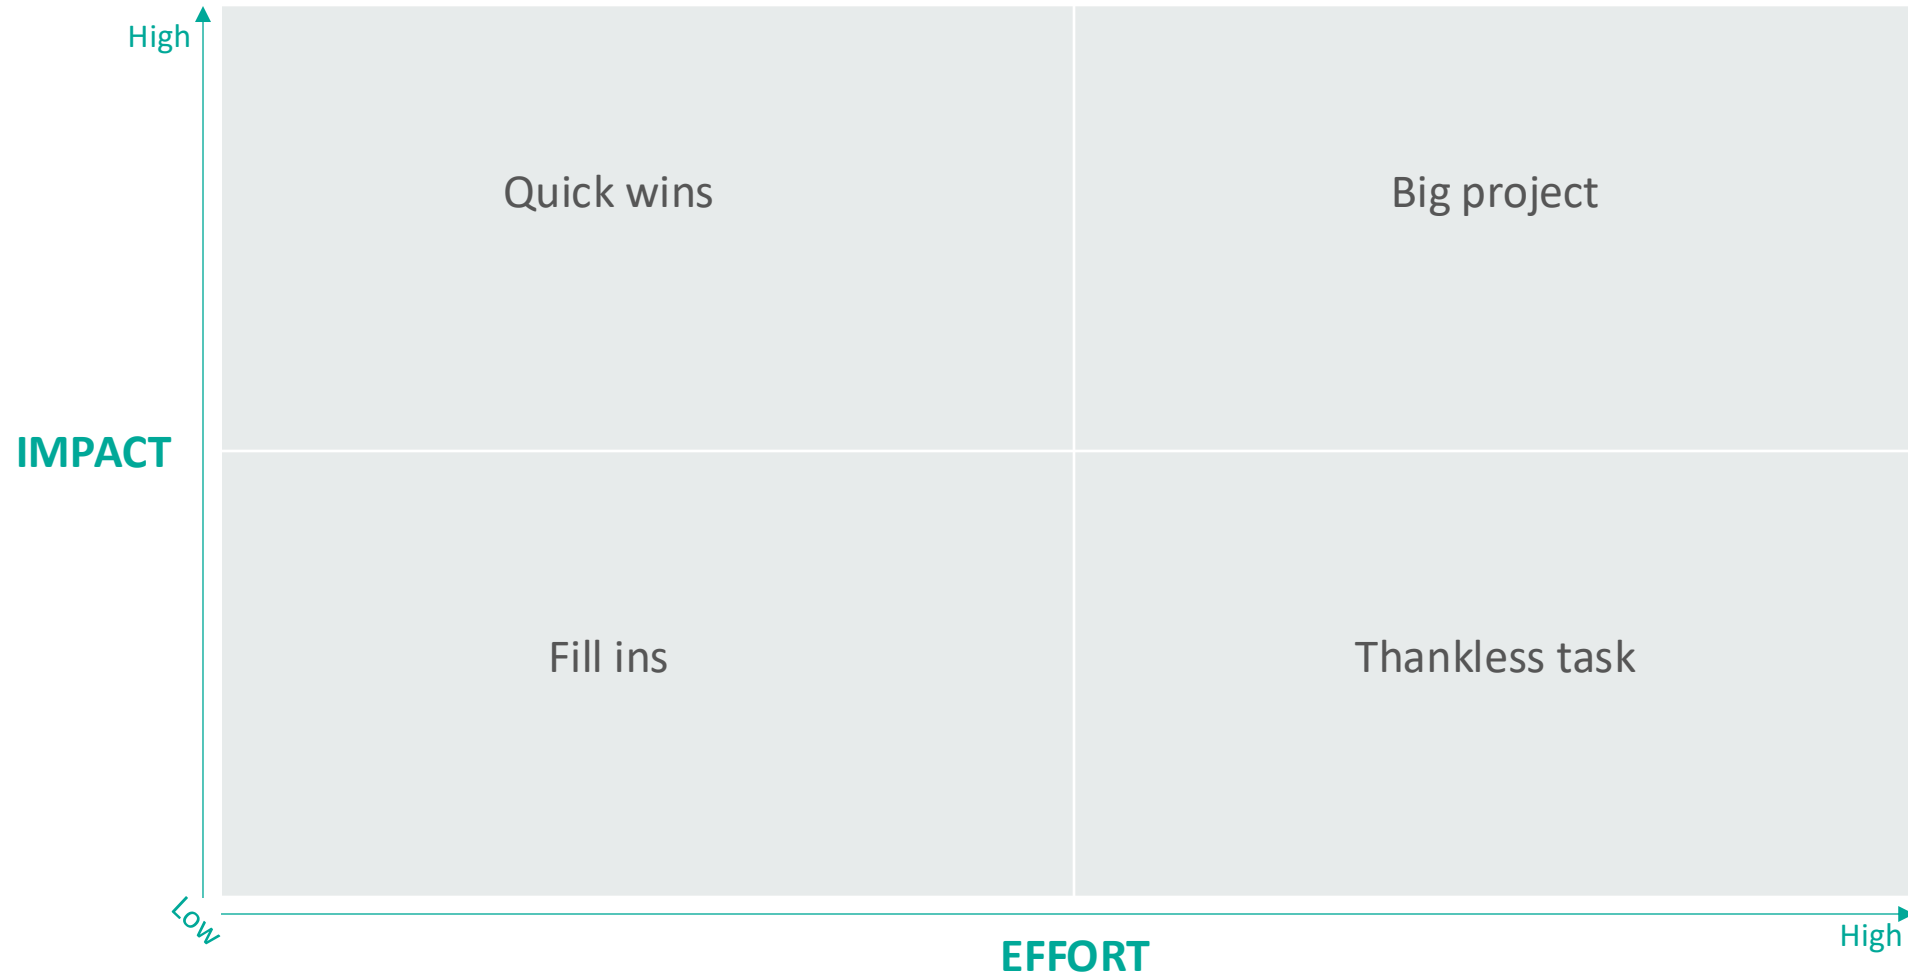 High
Quick wins
Big project
IMPACT
Fill ins
Thankless task
Low
High
EFFORT